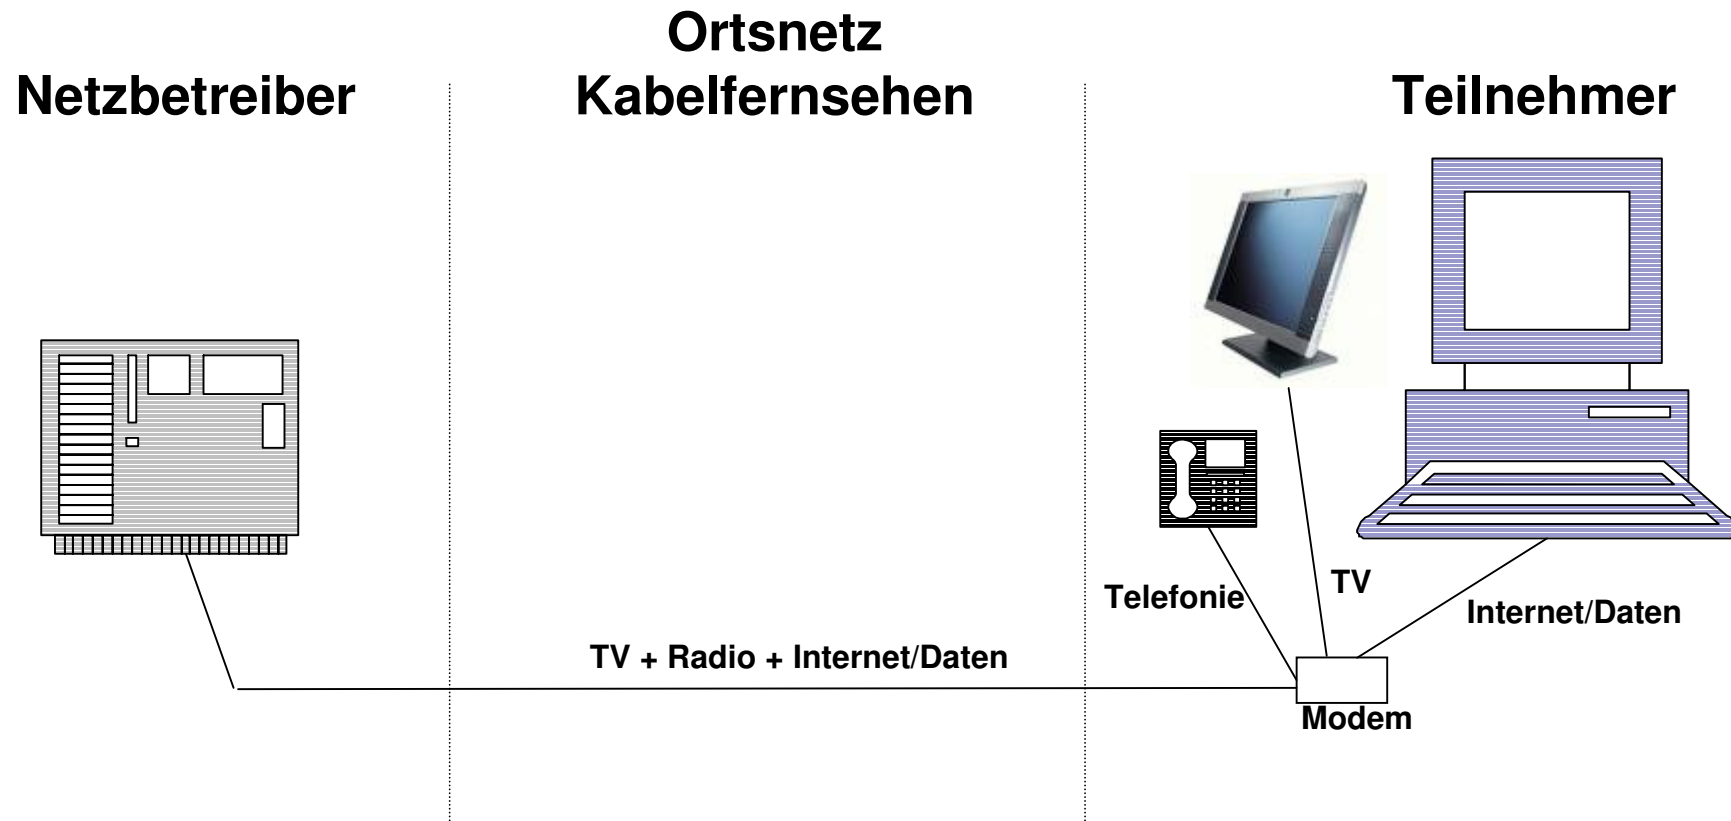 Netzbetreiber
Ortsnetz
Kabelfernsehen
Teilnehmer
Telefonie
TV
Internet/Daten
TV + Radio + Internet/Daten
Modem